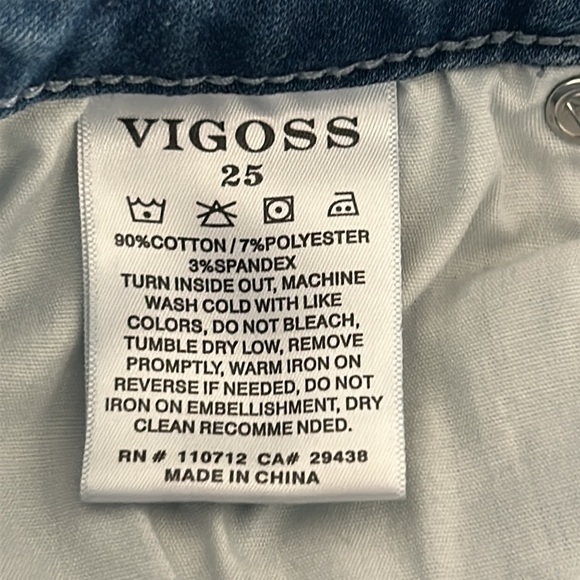 VIGOSS
25
90%COTTON / 7%POLYESTER
3%SPANDEX
TURN INSIDE OUT, MACHINE
WASH COLD WITH LIKE
COLORS, DO NOT BLEACH,
TUMBLE DRY LOW, REMOVE
PROMPTLY, WARM IRON ON
REVERSE IF NEEDED, DO NOT
IRON ON EMBELLISHMENT, DRY
CLEAN RECOMME NDED.
RN # 110712 CA# 29438
MADE IN CHINA